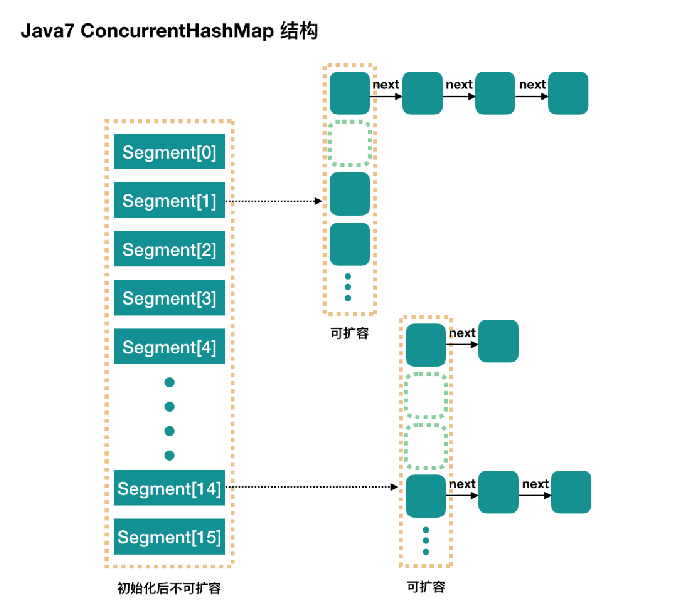 Java7 ConcurrentHashMap 结构
next next next
Segment[0]
Segment[1]
Segment[2]
Segment[3]
Segment[4]
可扩容
next
Segment[14]
next next
Segment[15]
初始化后不可扩容
可扩容